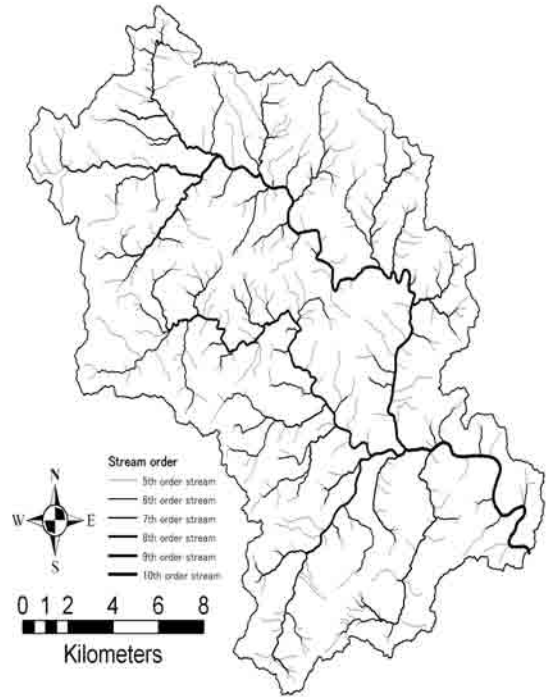 Stream order
5th order stream
6th order stream
7th order stream
8th order stream
9th order stream
10th order stream
N
W E
S
0 1 2 4 6 8
Kilometers